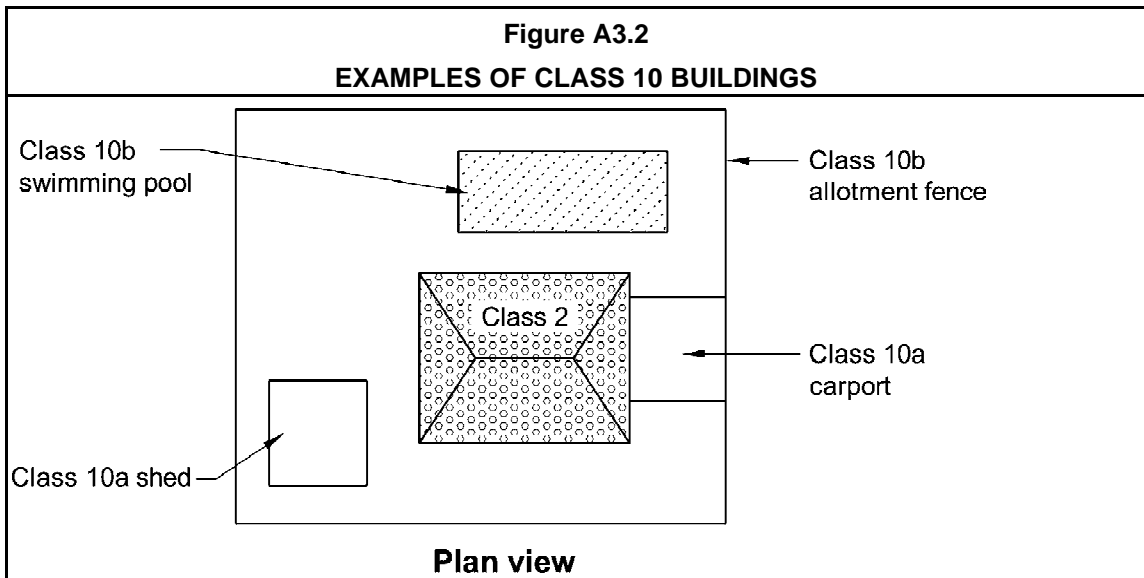 Figure A3.2
EXAMPLES OF CLASS 10 BUILDINGS
Class 10b
swimming pool
Class 10b
allotment fence
Class 2
Class 10a
carport
Class 10a shed
Plan view